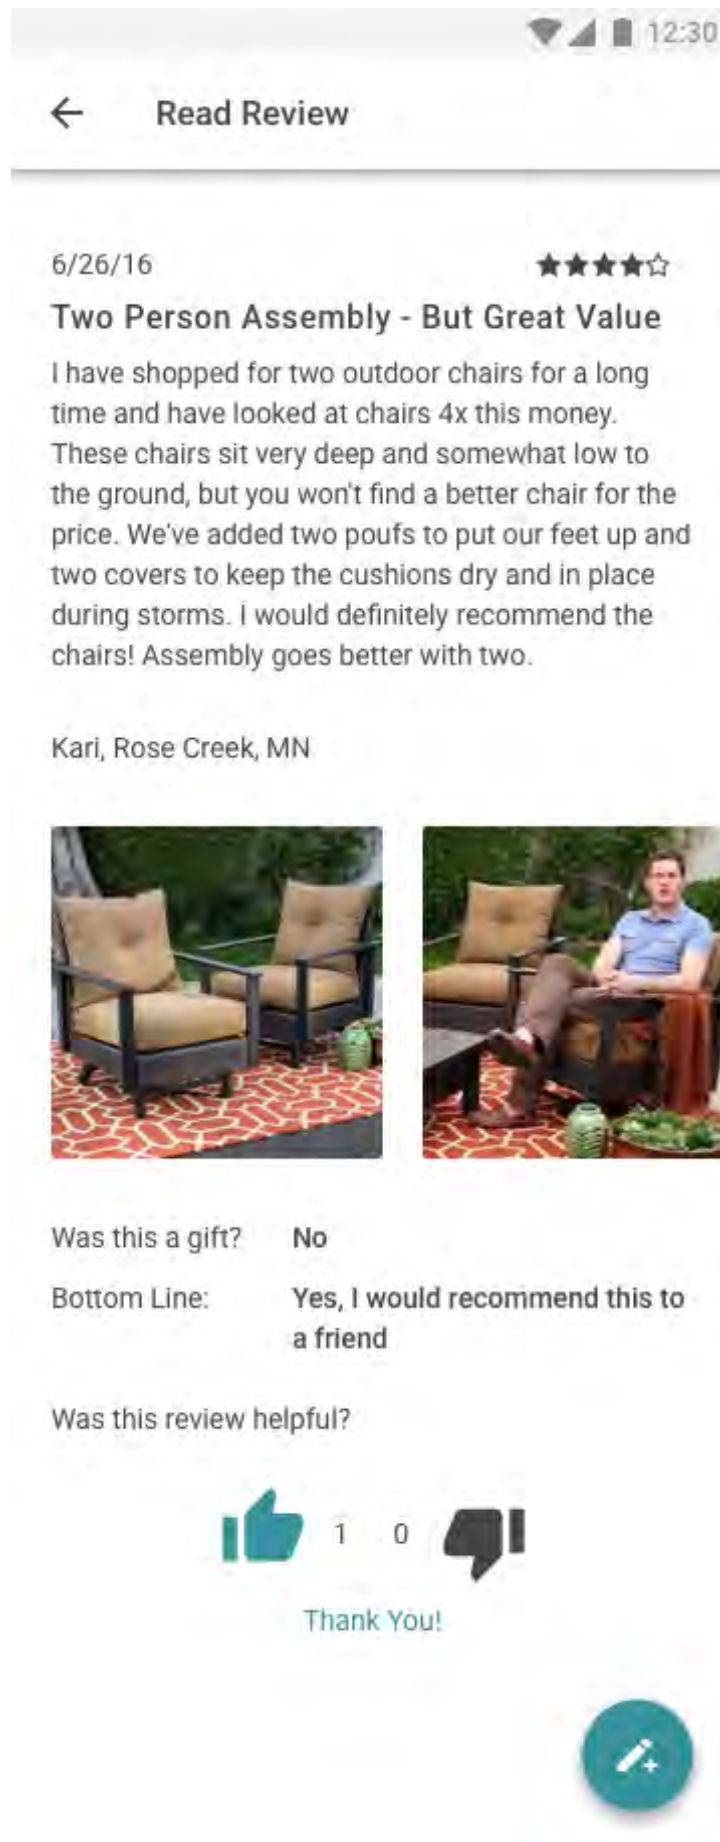 12:30
Read Review
6/26/16
Two Person Assembly - But Great Value
I have shopped for two outdoor chairs for a long
time and have looked at chairs 4x this money.
These chairs sit very deep and somewhat low to
the ground, but you won't find a better chair for the
price. We've added two poufs to put our feet up and
two covers to keep the cushions dry and in place
during storms. I would definitely recommend the
chairs! Assembly goes better with two.
Kari, Rose Creek, MN
Was this a gift? No
Bottom Line: Yes, I would recommend this to
a friend
Was this review helpful?
1 0
Thank You!